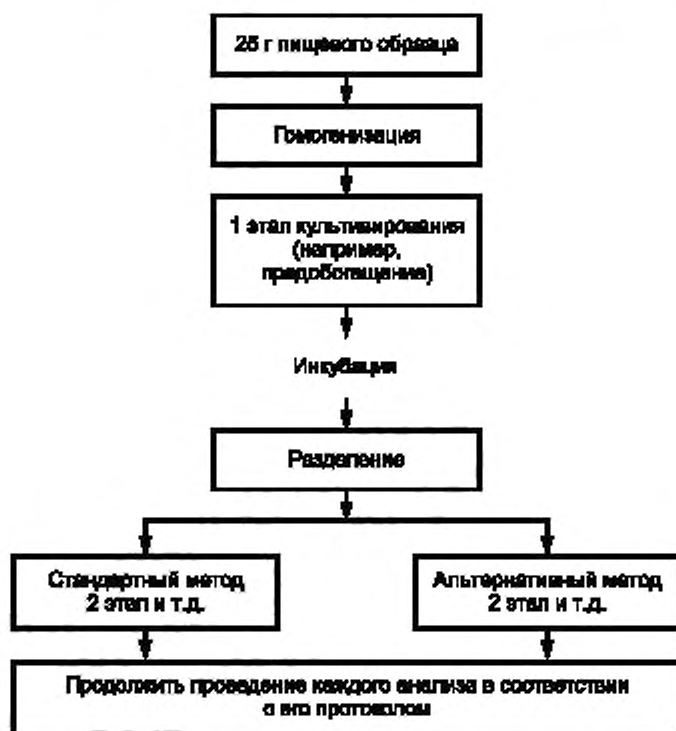 25 г пищевого образца
Гомогенизация
1 этап культивирования
(например,
предобогащение)
Инкубация
Разделение
Стандартный метод
2 этап и т.д.
Альтернативный метод
2 этап и т.д.
Продолжить проведение каждого анализа в соответствии
с его протоколом